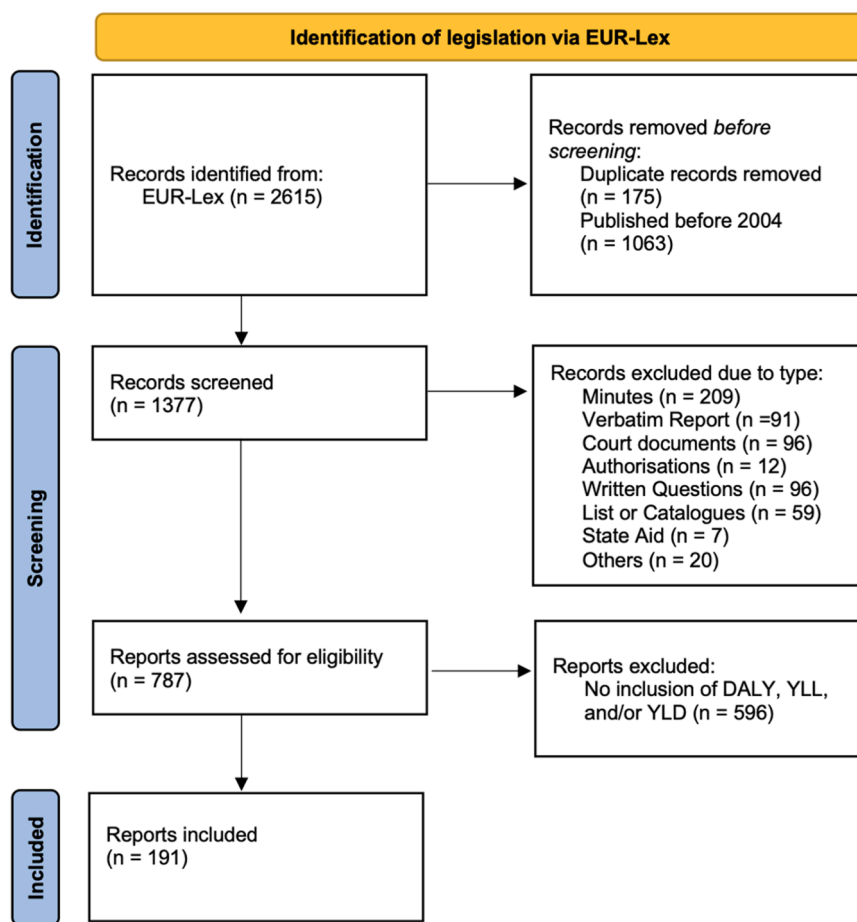 Identification of legislation via EUR-Lex
Identification
Records identified from:
EUR-Lex (n = 2615)
Records removed before
screening:
Duplicate records removed
(n = 175)
Published before 2004
(n = 1063)
Screening
Records screened
(n = 1377)
Records excluded due to type:
Minutes (n = 209)
Verbatim Report (n =91)
Court documents (n = 96)
Authorisations (n = 12)
Written Questions (n = 96)
List or Catalogues (n = 59)
State Aid (n = 7)
Others (n = 20)
Reports assessed for eligibility
(n = 787)
Reports excluded:
No inclusion of DALY, YLL,
and/or YLD (n = 596)
Included
Reports included
(n = 191)